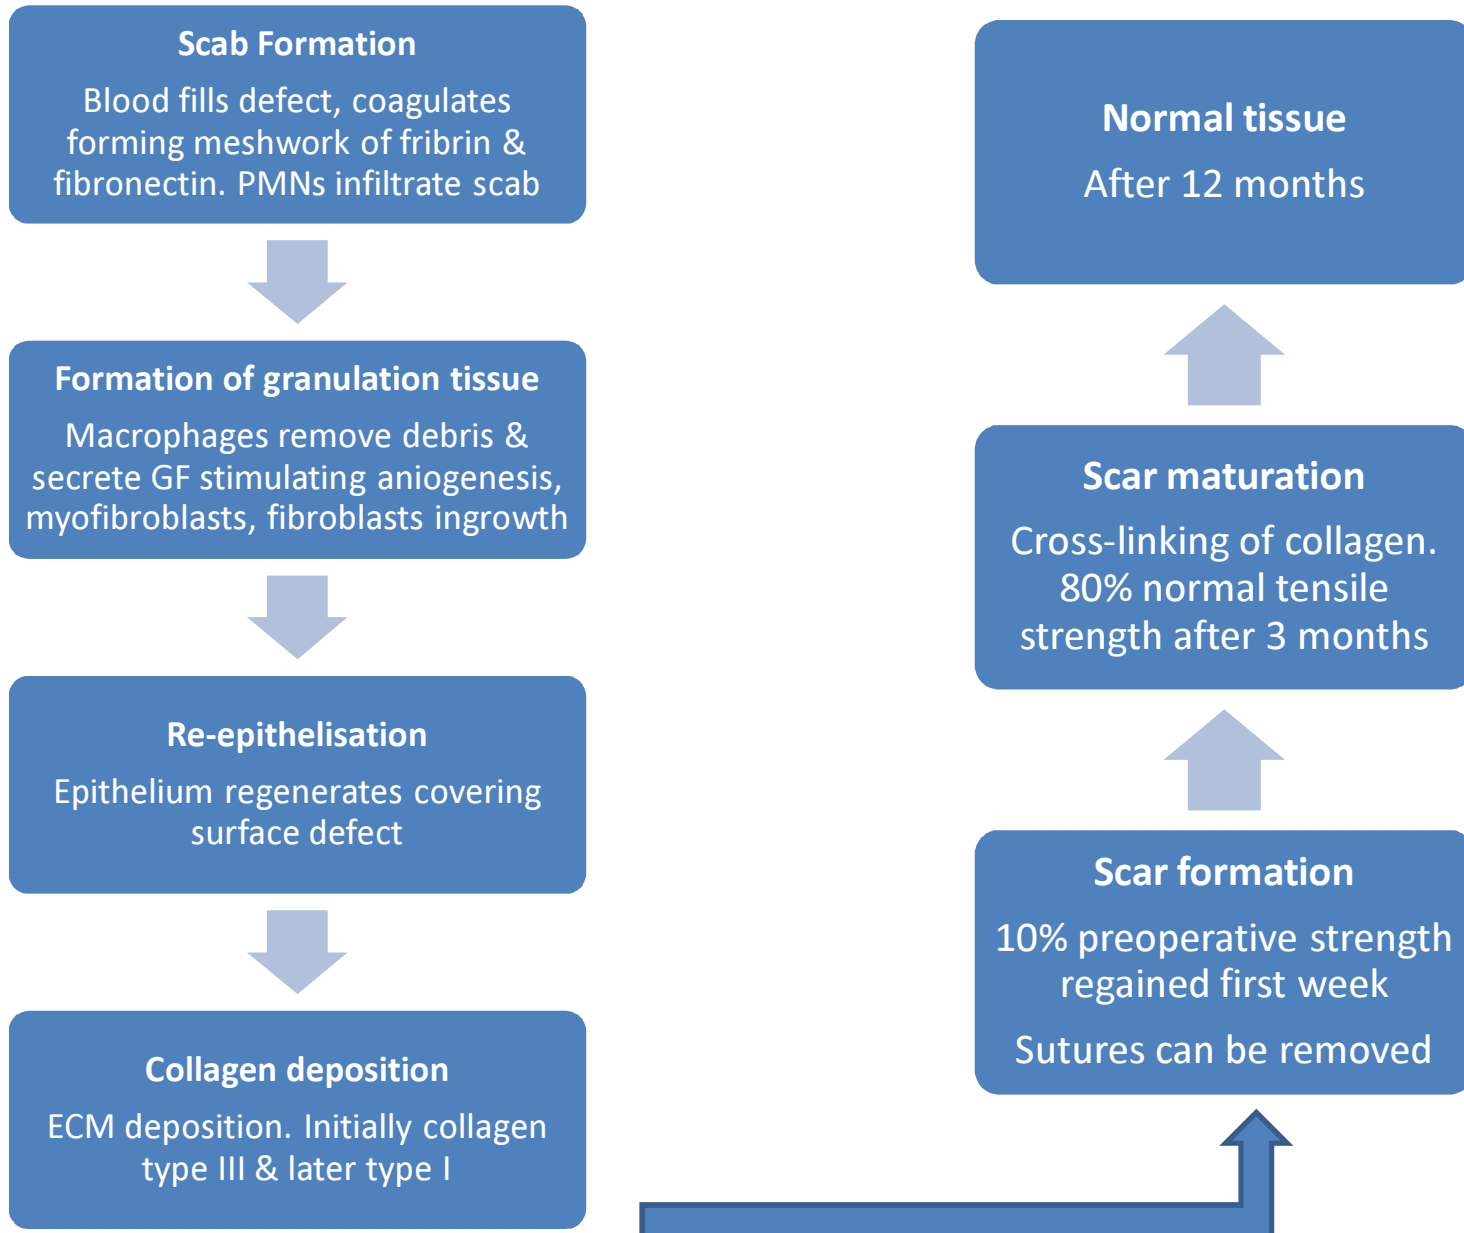 Scab Formation
Blood fills defect, coagulates
forming meshwork of fribrin &
fibronectin. PMNs infiltrate scab
Formation of granulation tissue
Macrophages remove debris &
secrete GF stimulating aniogenesis,
myofibroblasts, fibroblasts ingrowth
Re-epithelisation
Epithelium regenerates covering
surface defect
Collagen deposition
ECM deposition. Initially collagen
type III & later type I
Scar formation
10% preoperative strength
regained first week
Sutures can be removed
Scar maturation
Cross-linking of collagen.
80% normal tensile
strength after 3 months
Normal tissue
After 12 months